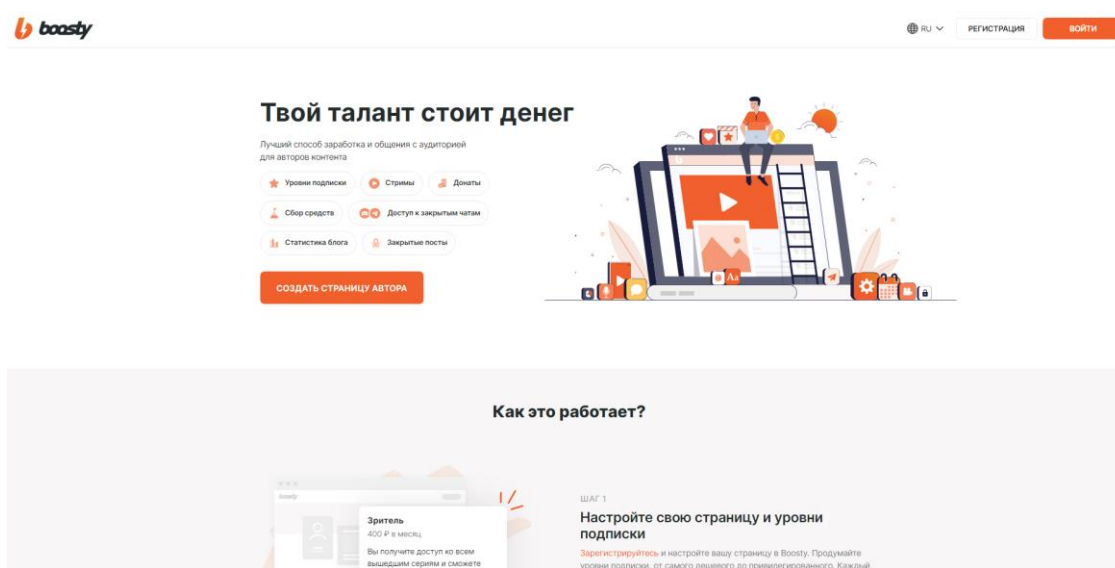 boosty
RU
РЕГИСТРАЦИЯ
ВОЙТИ
Твой талант стоит денег
Лучший способ заработка и общения с аудиторией
для авторов контента
Уровни подписки
Стримы
Донаты
Сбор средств
Доступ к закрытым чатам
Статистика блога
Закрытые посты
СОЗДАТЬ СТРАНИЦУ АВТОРА
Aa
Как это работает?
boosty
Зритель
400 ₽ в месяц
Вы получите доступ ко всем
вышедшим сериям и сможете
ШАГ 1
Настройте свою страницу и уровни
подписки
Зарегистрируйтесь и настройте вашу страницу в Boosty. Продумайте
уровни подписки, от самого дешевого до привилегированного. Каждый